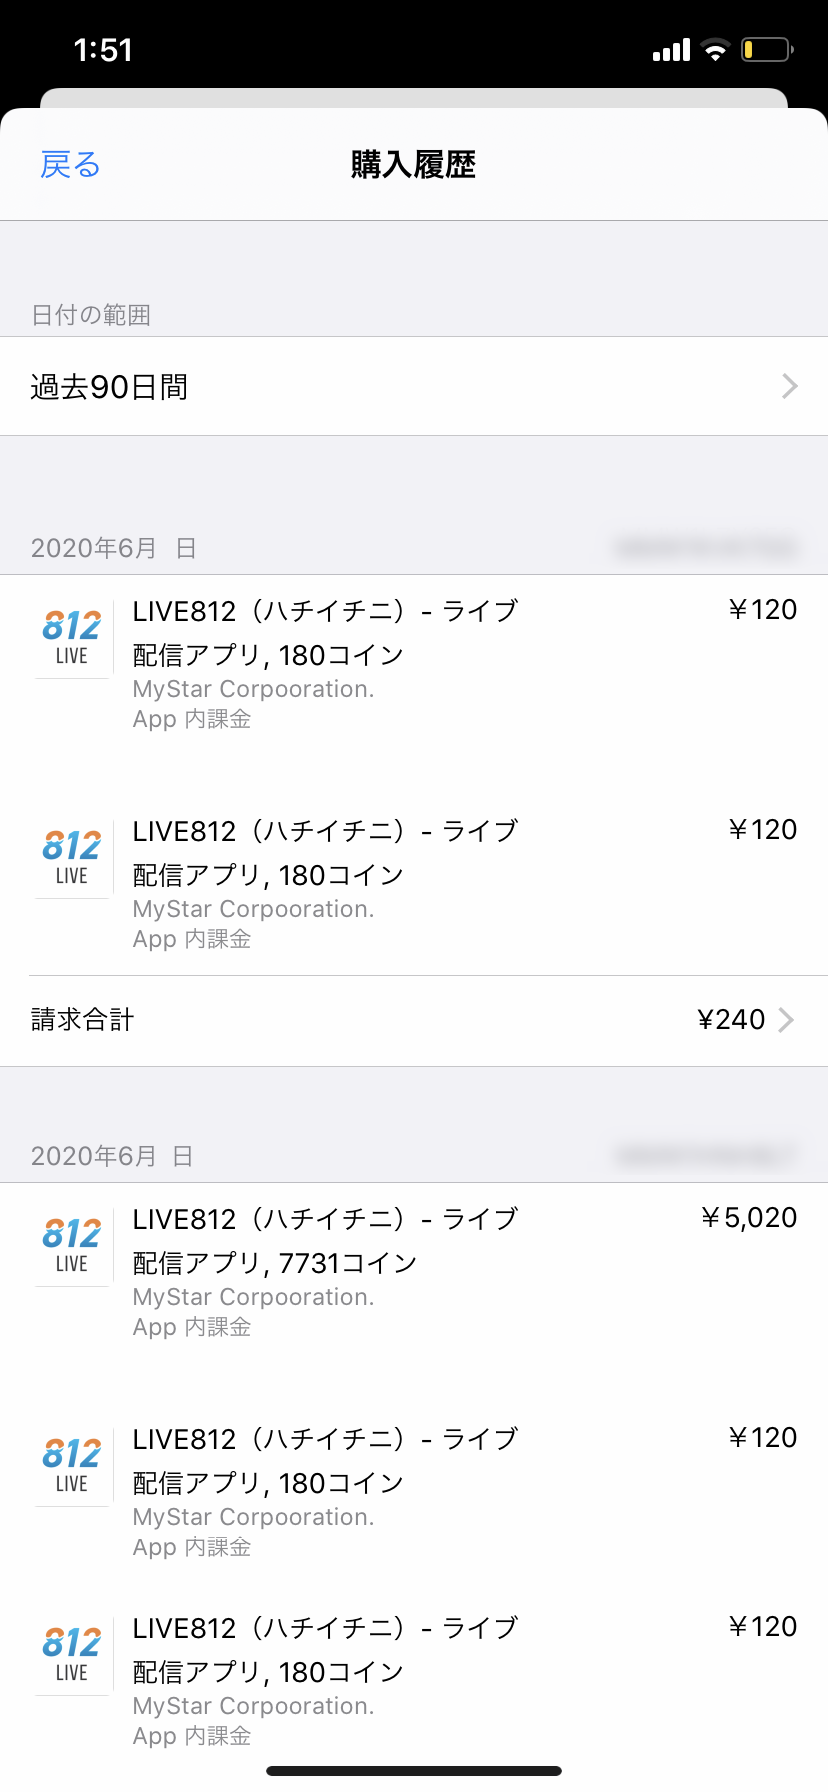 1:51
戻る
購入履歴
日付の範囲
過去90日間
2020年6月 日
812
LIVE
LIVE812（ハチイチニ）- ライブ
配信アプリ, 180コイン
MyStar Corpooration.
App 内課金
￥120
812
LIVE
LIVE812（ハチイチニ）- ライブ
配信アプリ, 180コイン
MyStar Corpooration.
App 内課金
￥120
請求合計
¥240
2020年6月 日
812
LIVE
LIVE812（ハチイチニ）- ライブ
配信アプリ, 7731コイン
MyStar Corpooration.
App 内課金
￥5,020
812
LIVE
LIVE812（ハチイチニ）- ライブ
配信アプリ, 180コイン
MyStar Corpooration.
App 内課金
￥120
812
LIVE
LIVE812（ハチイチニ）- ライブ
配信アプリ, 180コイン
MyStar Corpooration.
App 内課金
￥120